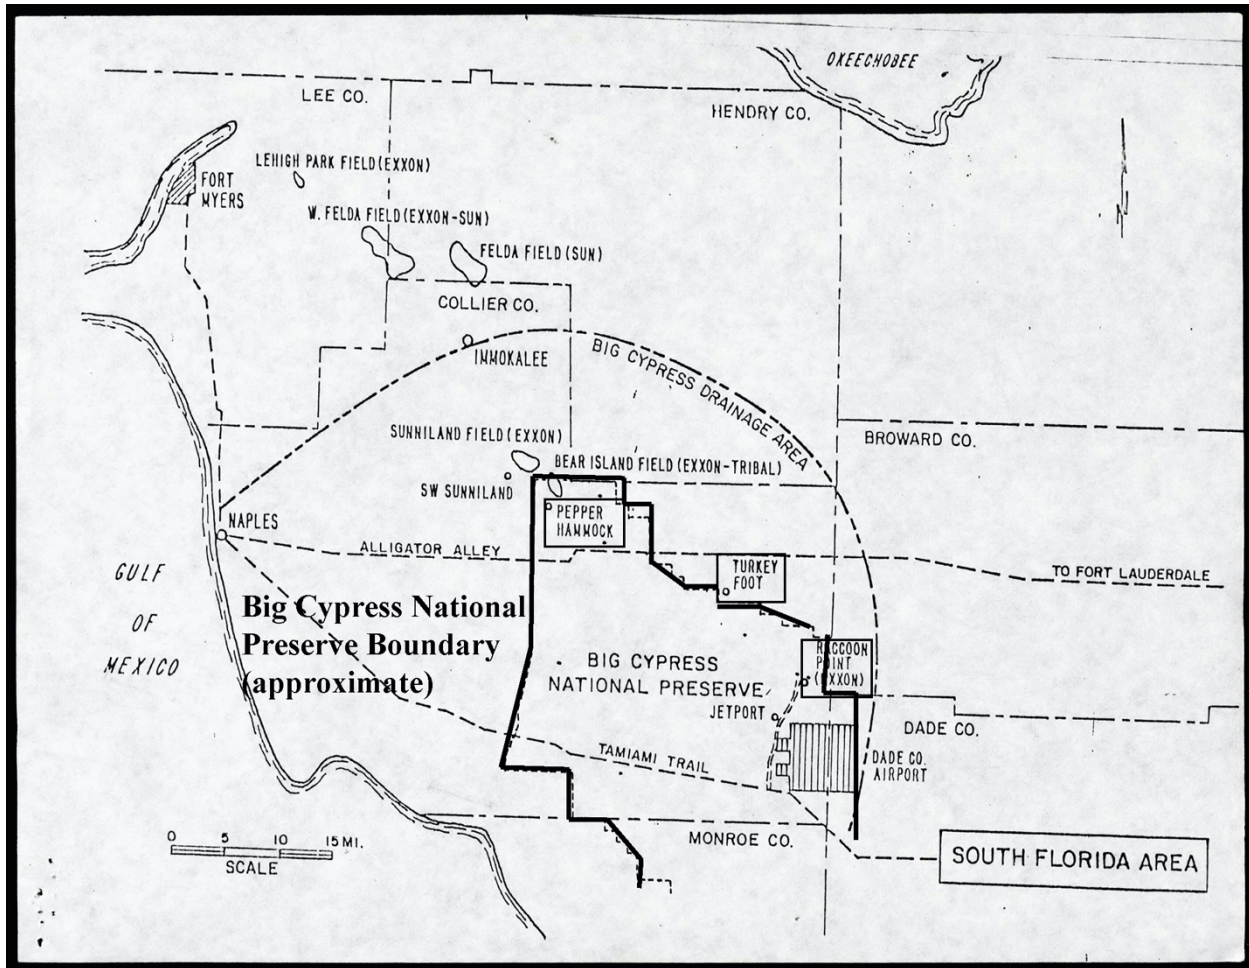 OKEECHOBEE
LEE CO.
HENDRY CO.
LEHIGH PARK FIELD (EXXON)
FORT
MYERS
W. FELDA FIELD (EXXON-SUN)
FELDA FIELD (SUN)
COLLIER CO.
IMMOKALEE
BIG CYPRESS DRAINAGE AREA
BROWARD CO.
SUNNILAND FIELD (EXXON)
BEAR ISLAND FIELD (EXXON-TRIBAL)
SW SUNNILAND
PEPPER
HAMMOCK
NAPLES
ALLIGATOR ALLEY
TURKEY
FOOT
TO FORT LAUDERDALE
GULF
OF
MEXICO
Big Cypress National
Preserve Boundary
(approximate)
BIG CYPRESS
NATIONAL PRESERVE
RACCOON
POINT
(EXXON)
JETPORT
DADE CO.
TAMIAMI TRAIL
DADE CO.
AIRPORT
MONROE CO.
0 5 10 15 MI.
SCALE
SOUTH FLORIDA AREA